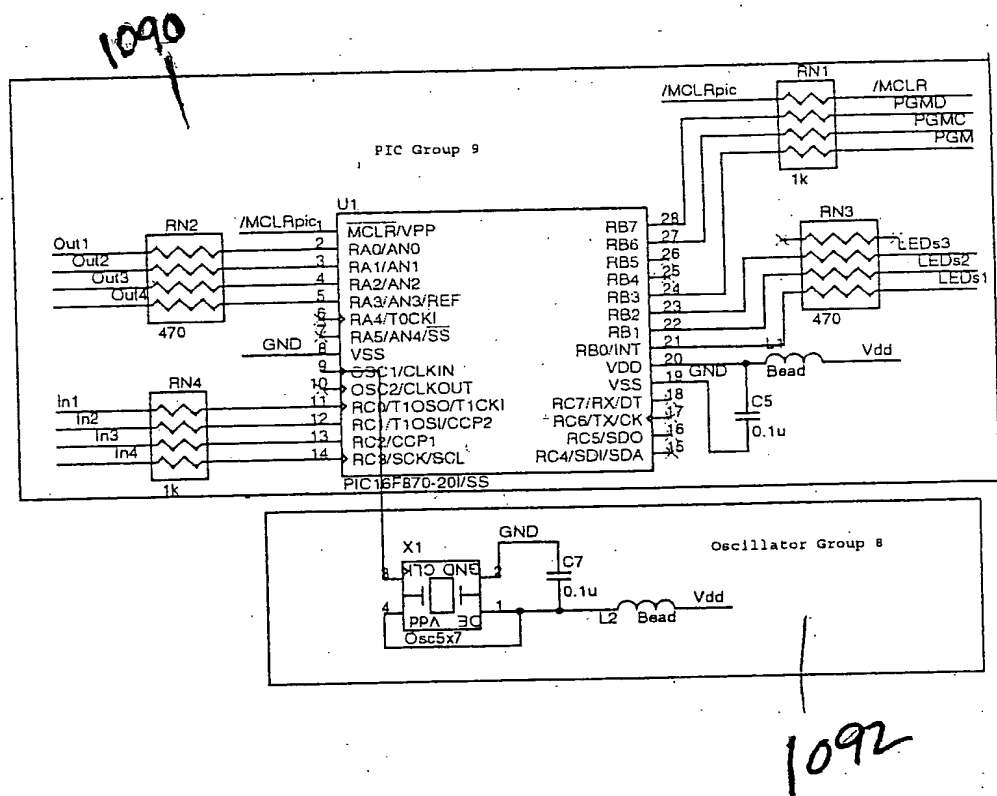 1090
RN1
/MCLRpic
/MCLR
PGMD
PGMC
PGM
1k
PIC Group 9
U1
RN2
Out1
Out2
Out3
Out4
470
/MCLRpic
1
2
3
4
5
6
7
8
9
10
11
12
13
14
GND
MCLR/VPP
RA0/AN0
RA1/AN1
RA2/AN2
RA3/AN3/REF
RA4/T0CKI
RA5/AN4/SS
VSS
OSC1/CLKIN
OSC2/CLKOUT
RC0/T1OSO/T1CKI
RC1/T1OSI/CCP2
RC2/CCP1
RC3/SCK/SCL
PIC16F870-20I/SS
RB7
RB6
RB5
RB4
RB3
RB2
RB1
RB0/INT
VDD
VSS
RC7/RX/DT
RC6/TX/CK
RC5/SDO
RC4/SDI/SDA
28
27
26
25
24
23
22
21
20
19
18
17
16
15
RN3
LEDs3
LEDs2
LEDs1
470
L1
Bead
Vdd
GND
C5
0.1u
RN4
In1
In2
In3
In4
1k
Oscillator Group 8
X1
GND
3
CLK
GND
2
4
VDD
OE
1
Osc5x7
C7
0.1u
L2
Bead
Vdd
1092